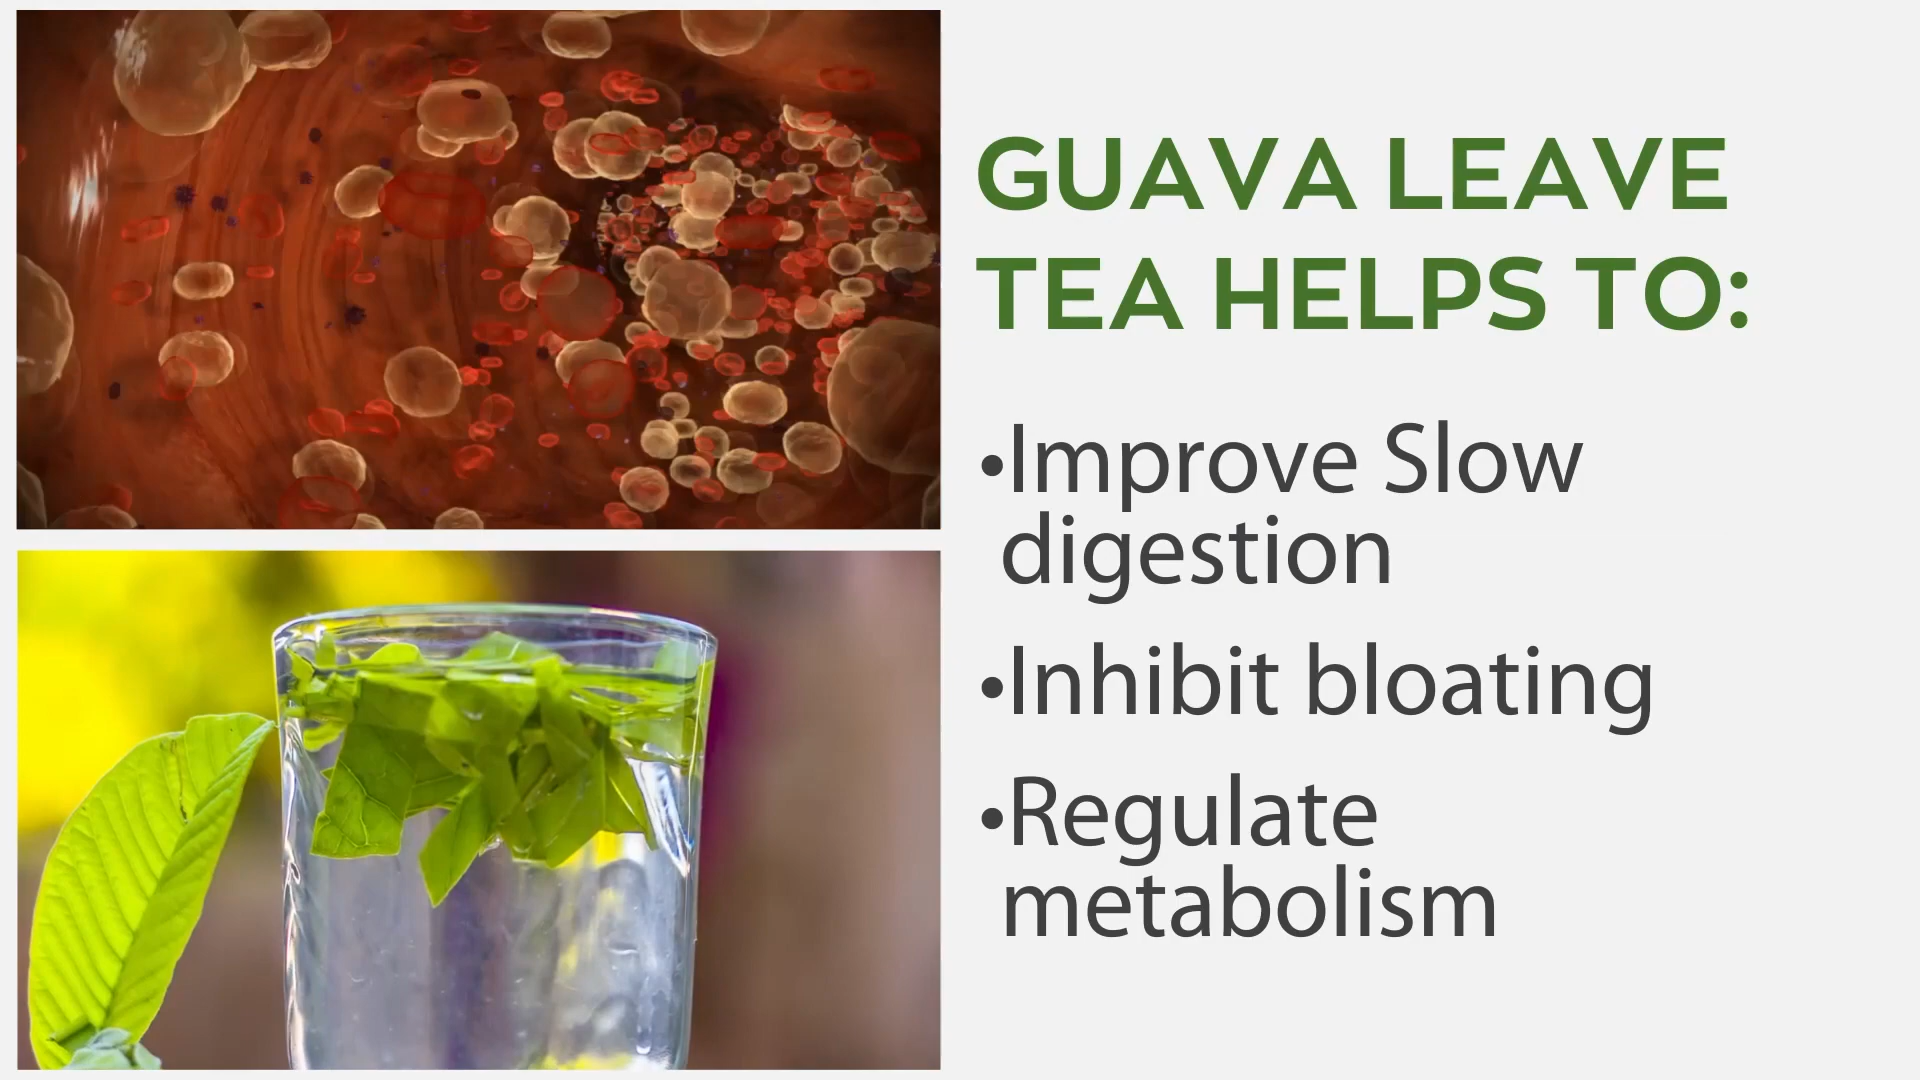 GUAVA LEAVE
TEA HELPS TO:
•Improve Slow
digestion
•Inhibit bloating
•Regulate
metabolism